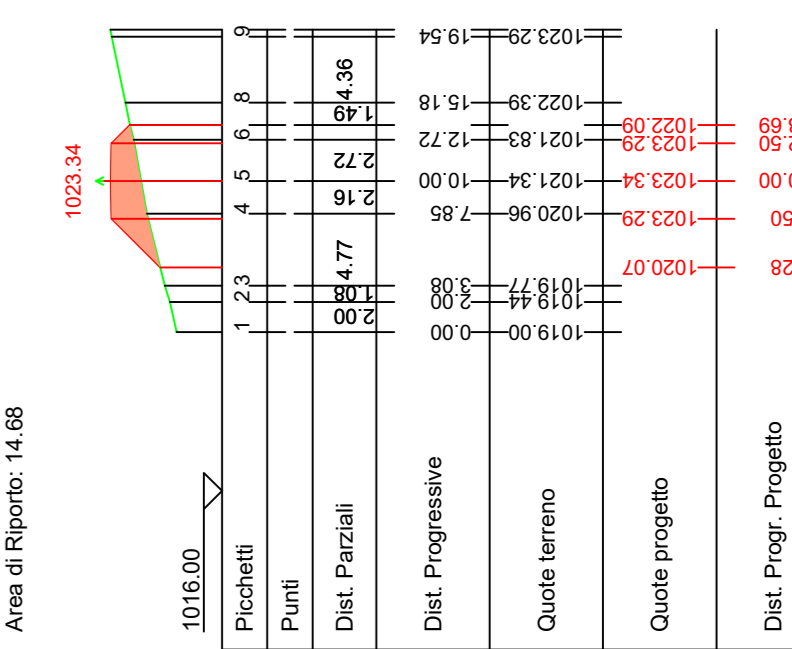 Area di Riporto: 14.68
1023.34
1016.00
Picchetti 1 2 3 4 5 6 8 9
Punti
Dist. Parziali 2.00 1.08 4.77 2.16 2.72 1.49 4.36
Dist. Progressive 0.00 2.00 3.08 7.85 10.00 12.72 15.18 19.54
Quote terreno 1019.00 1019.44 1019.77 1020.96 1021.34 1021.83 1022.39 1023.29
Quote progetto 1020.07 1023.29 1023.34 1023.29 1022.09
Dist. Progr. Progetto